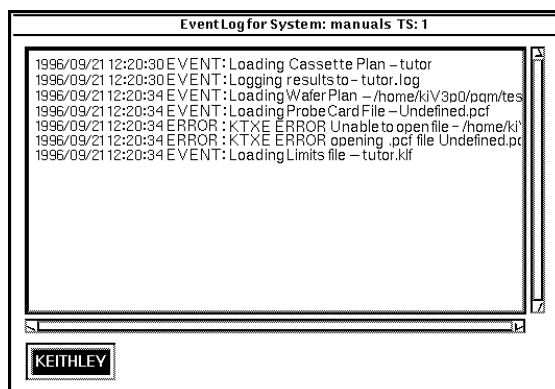 Event Log for System: manuals TS: 1
1996/09/21 12:20:30 EVENT: Loading Cassette Plan – tutor
1996/09/21 12:20:30 EVENT: Logging results to – tutor.log
1996/09/21 12:20:34 EVENT: Loading Wafer Plan – /home/kiV3p0/pqm/tes
1996/09/21 12:20:34 EVENT: Loading Probe Card File – Undefined.pcf
1996/09/21 12:20:34 ERROR : KTXE ERROR Unable to open file – /home/kiV
1996/09/21 12:20:34 ERROR : KTXE ERROR opening .pcf file Undefined.pc
1996/09/21 12:20:34 EVENT: Loading Limits file – tutor.klf
KEITHLEY